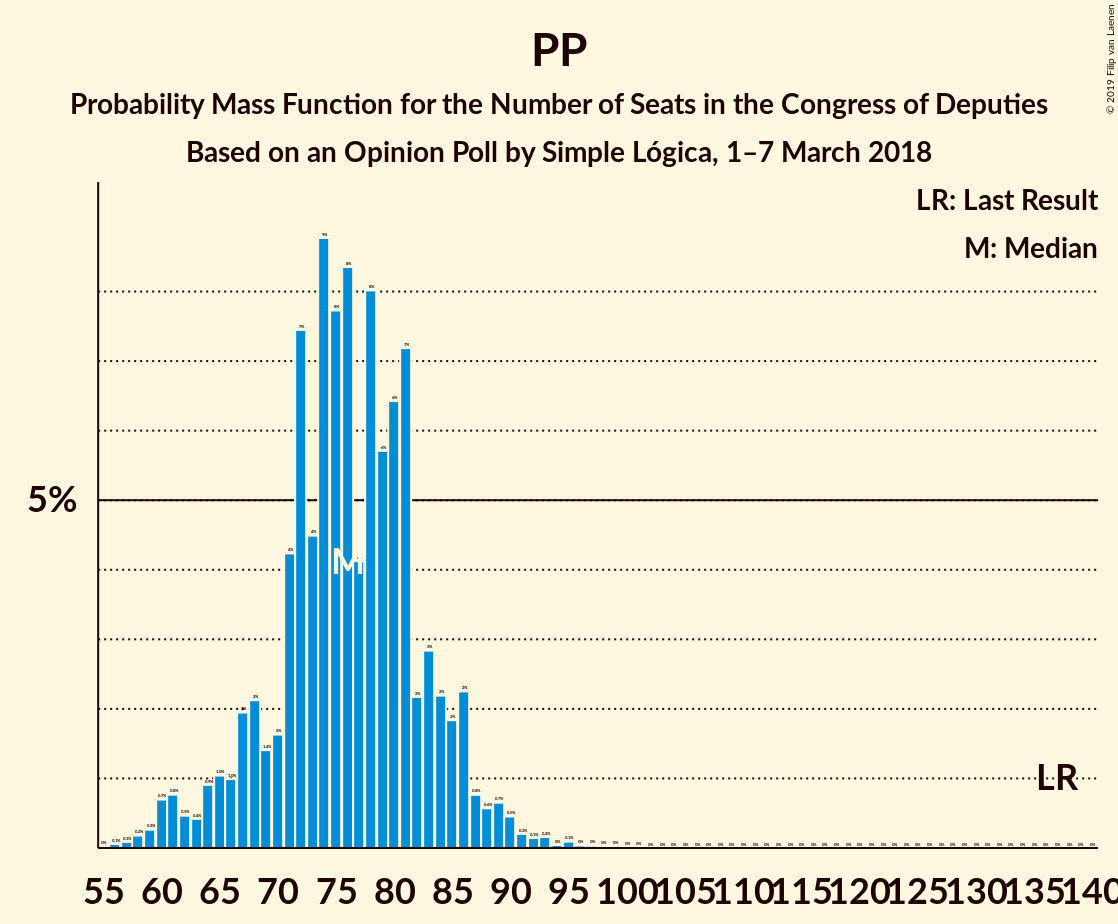 PP
Probability Mass Function for the Number of Seats in the Congress of Deputies
Based on an Opinion Poll by Simple Lógica, 1–7 March 2018
© 2019 Filip van Laenen
LR: Last Result
M: Median
5%
M
LR
55 60 65 70 75 80 85 90 95 100 105 110 115 120 125 130 135 140